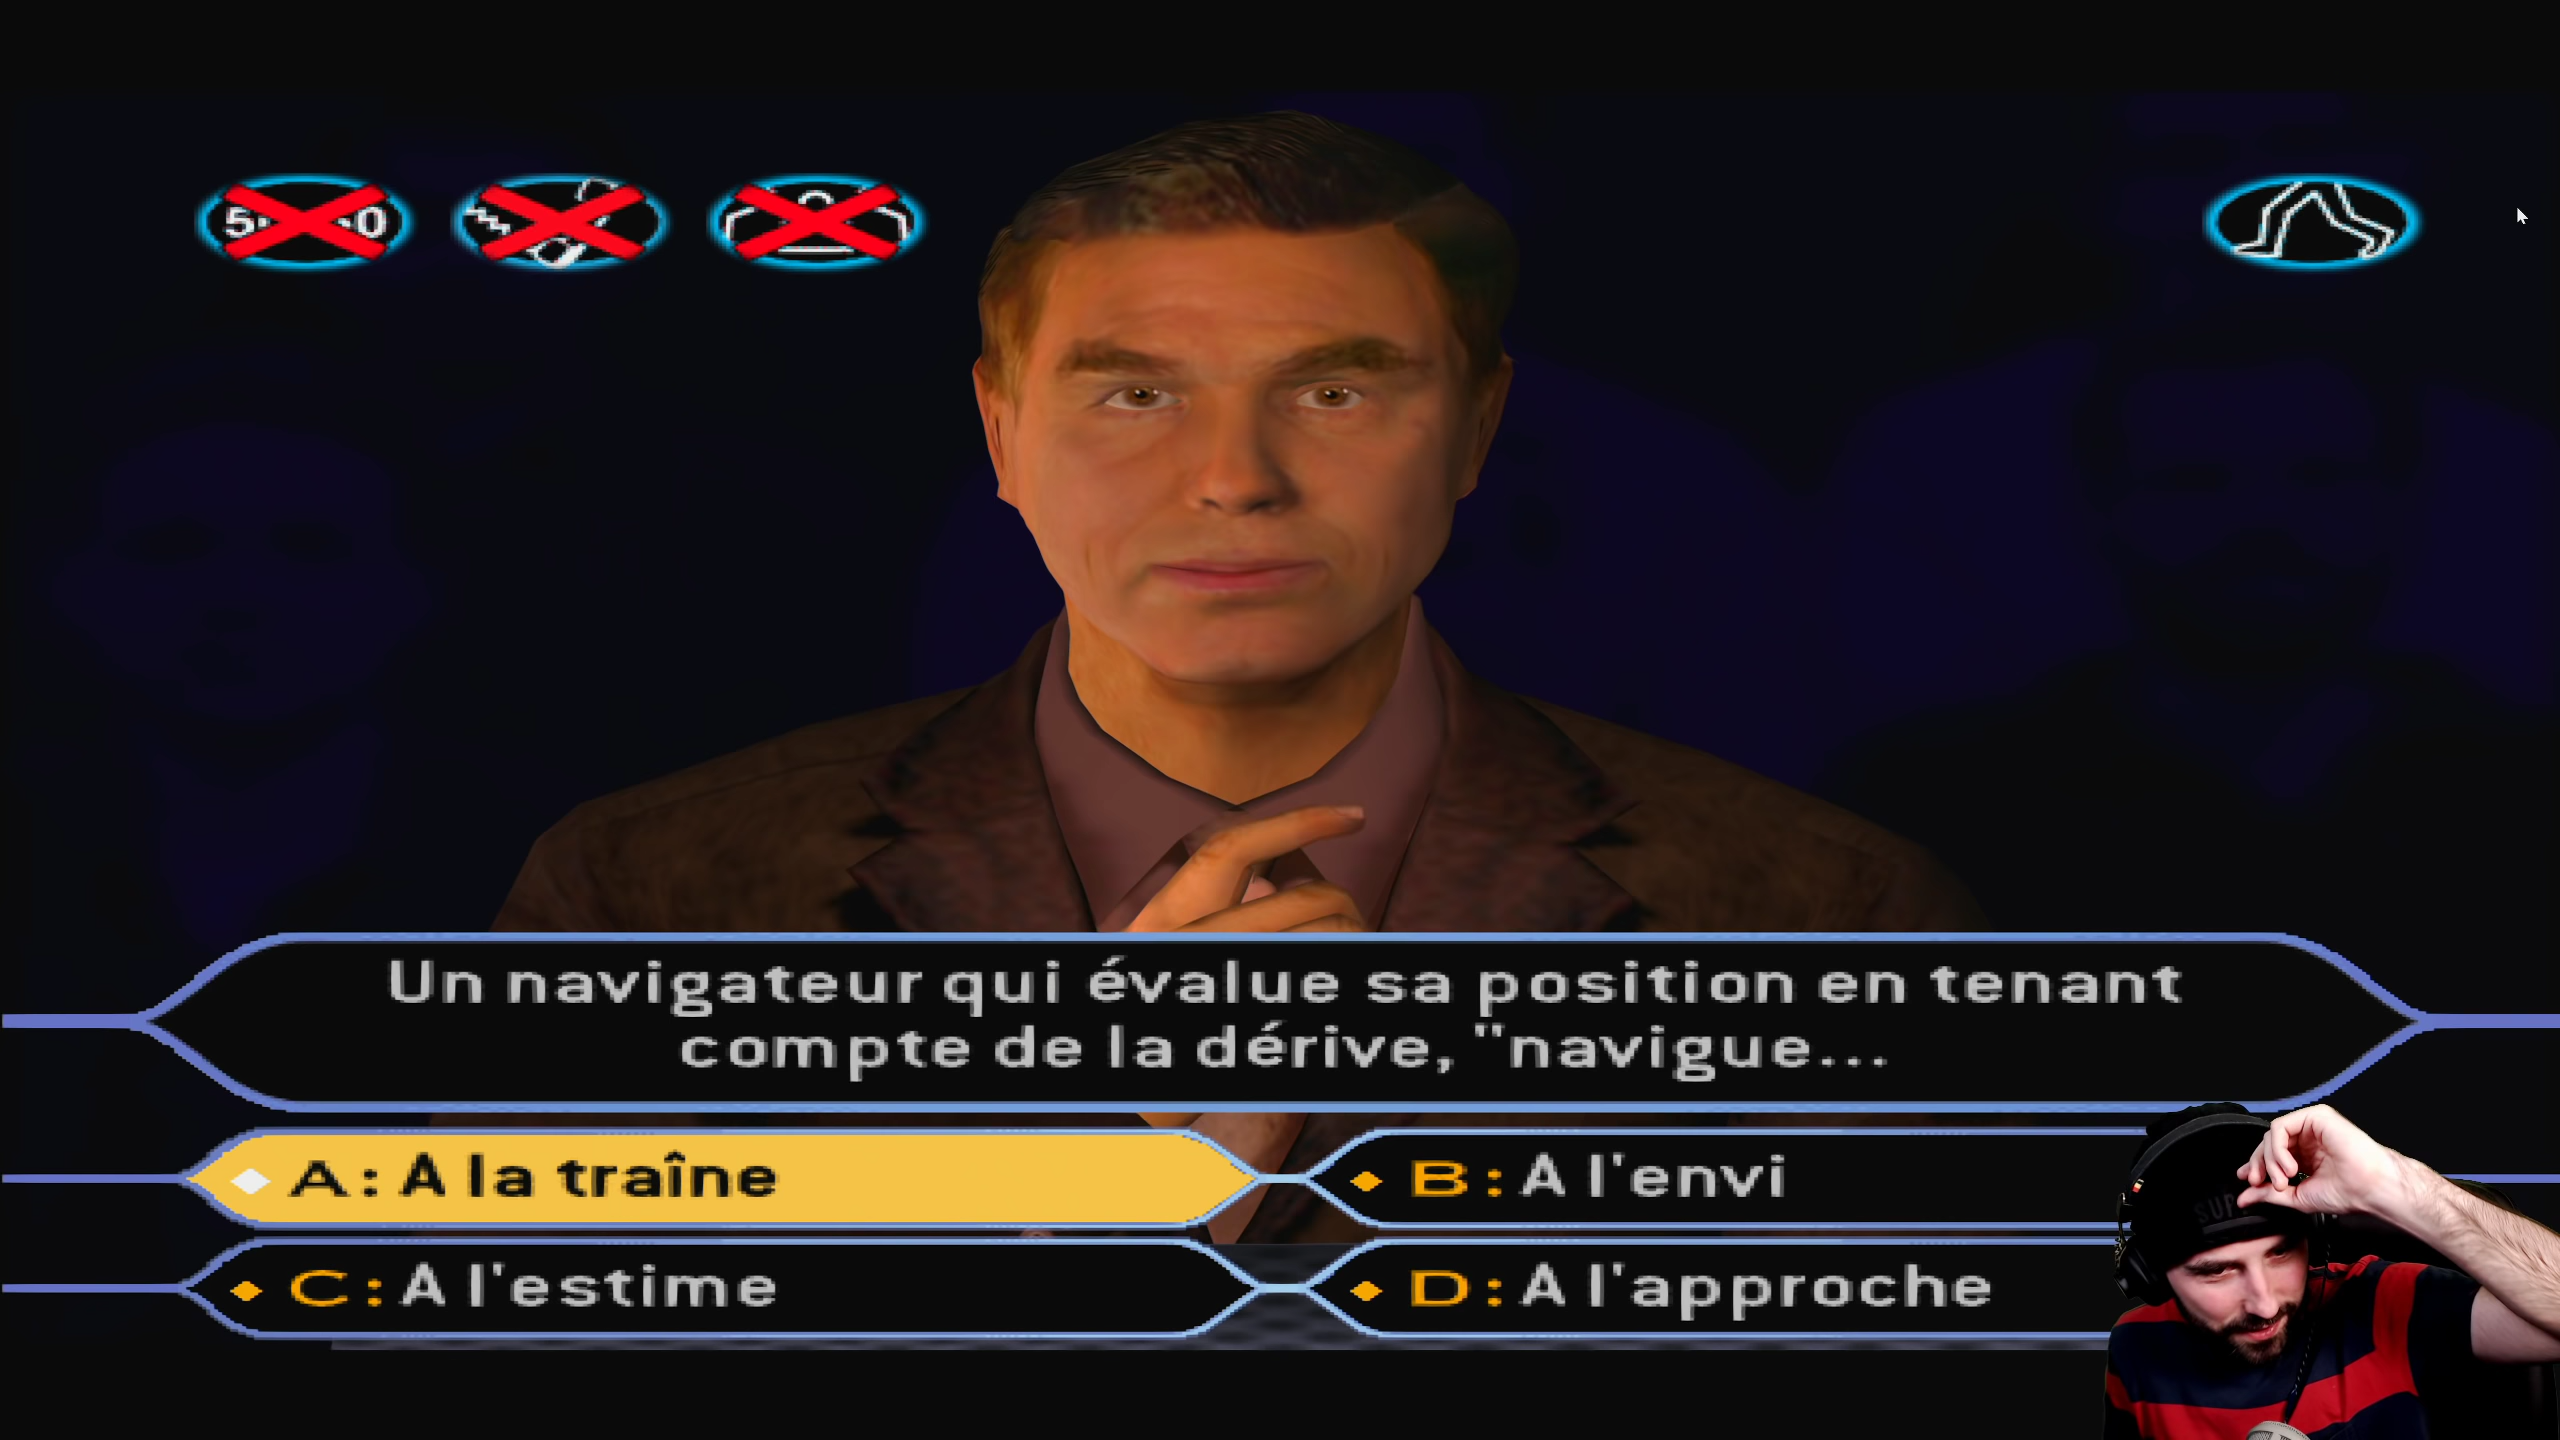 Un navigateur qui évalue sa position en tenant
compte de la dérive, "navigue...
A: A la traîne
B: A l'envi
C: A l'estime
D: A l'approche